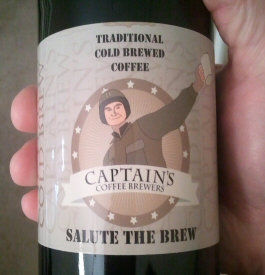 TRADITIONAL
COLD BREWED
COFFEE
CAPTAIN'S
COFFEE BREWERS
SALUTE THE BREW